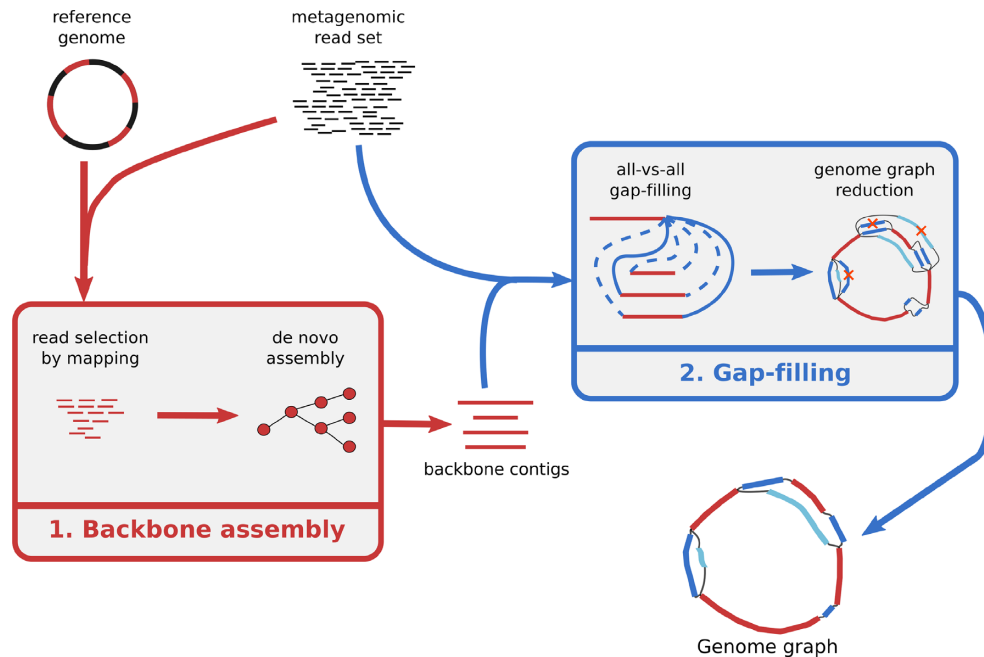 reference
genome
metagenomic
read set
all-vs-all
gap-filling
genome graph
reduction
2. Gap-filling
read selection
by mapping
de novo
assembly
backbone contigs
1. Backbone assembly
Genome graph